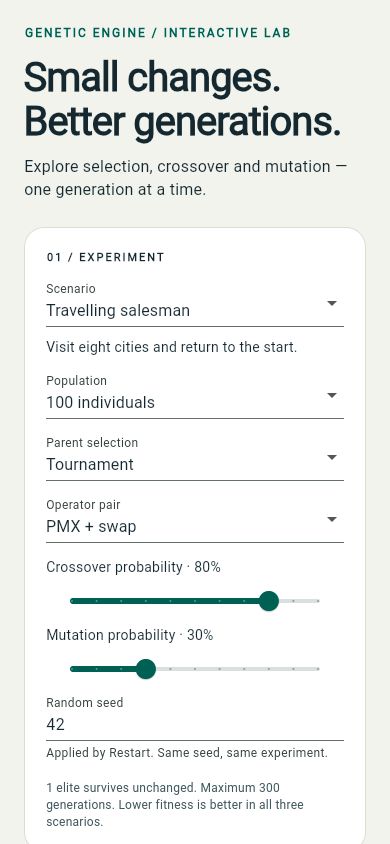 GENETIC ENGINE / INTERACTIVE LAB
Small changes.
Better generations.
Explore selection, crossover and mutation —
one generation at a time.
01 / EXPERIMENT
Scenario
Travelling salesman
Visit eight cities and return to the start.
Population
100 individuals
Parent selection
Tournament
Operator pair
PMX + swap
Crossover probability · 80%
Mutation probability · 30%
Random seed
42
Applied by Restart. Same seed, same experiment.
1 elite survives unchanged. Maximum 300
generations. Lower fitness is better in all three
scenarios.